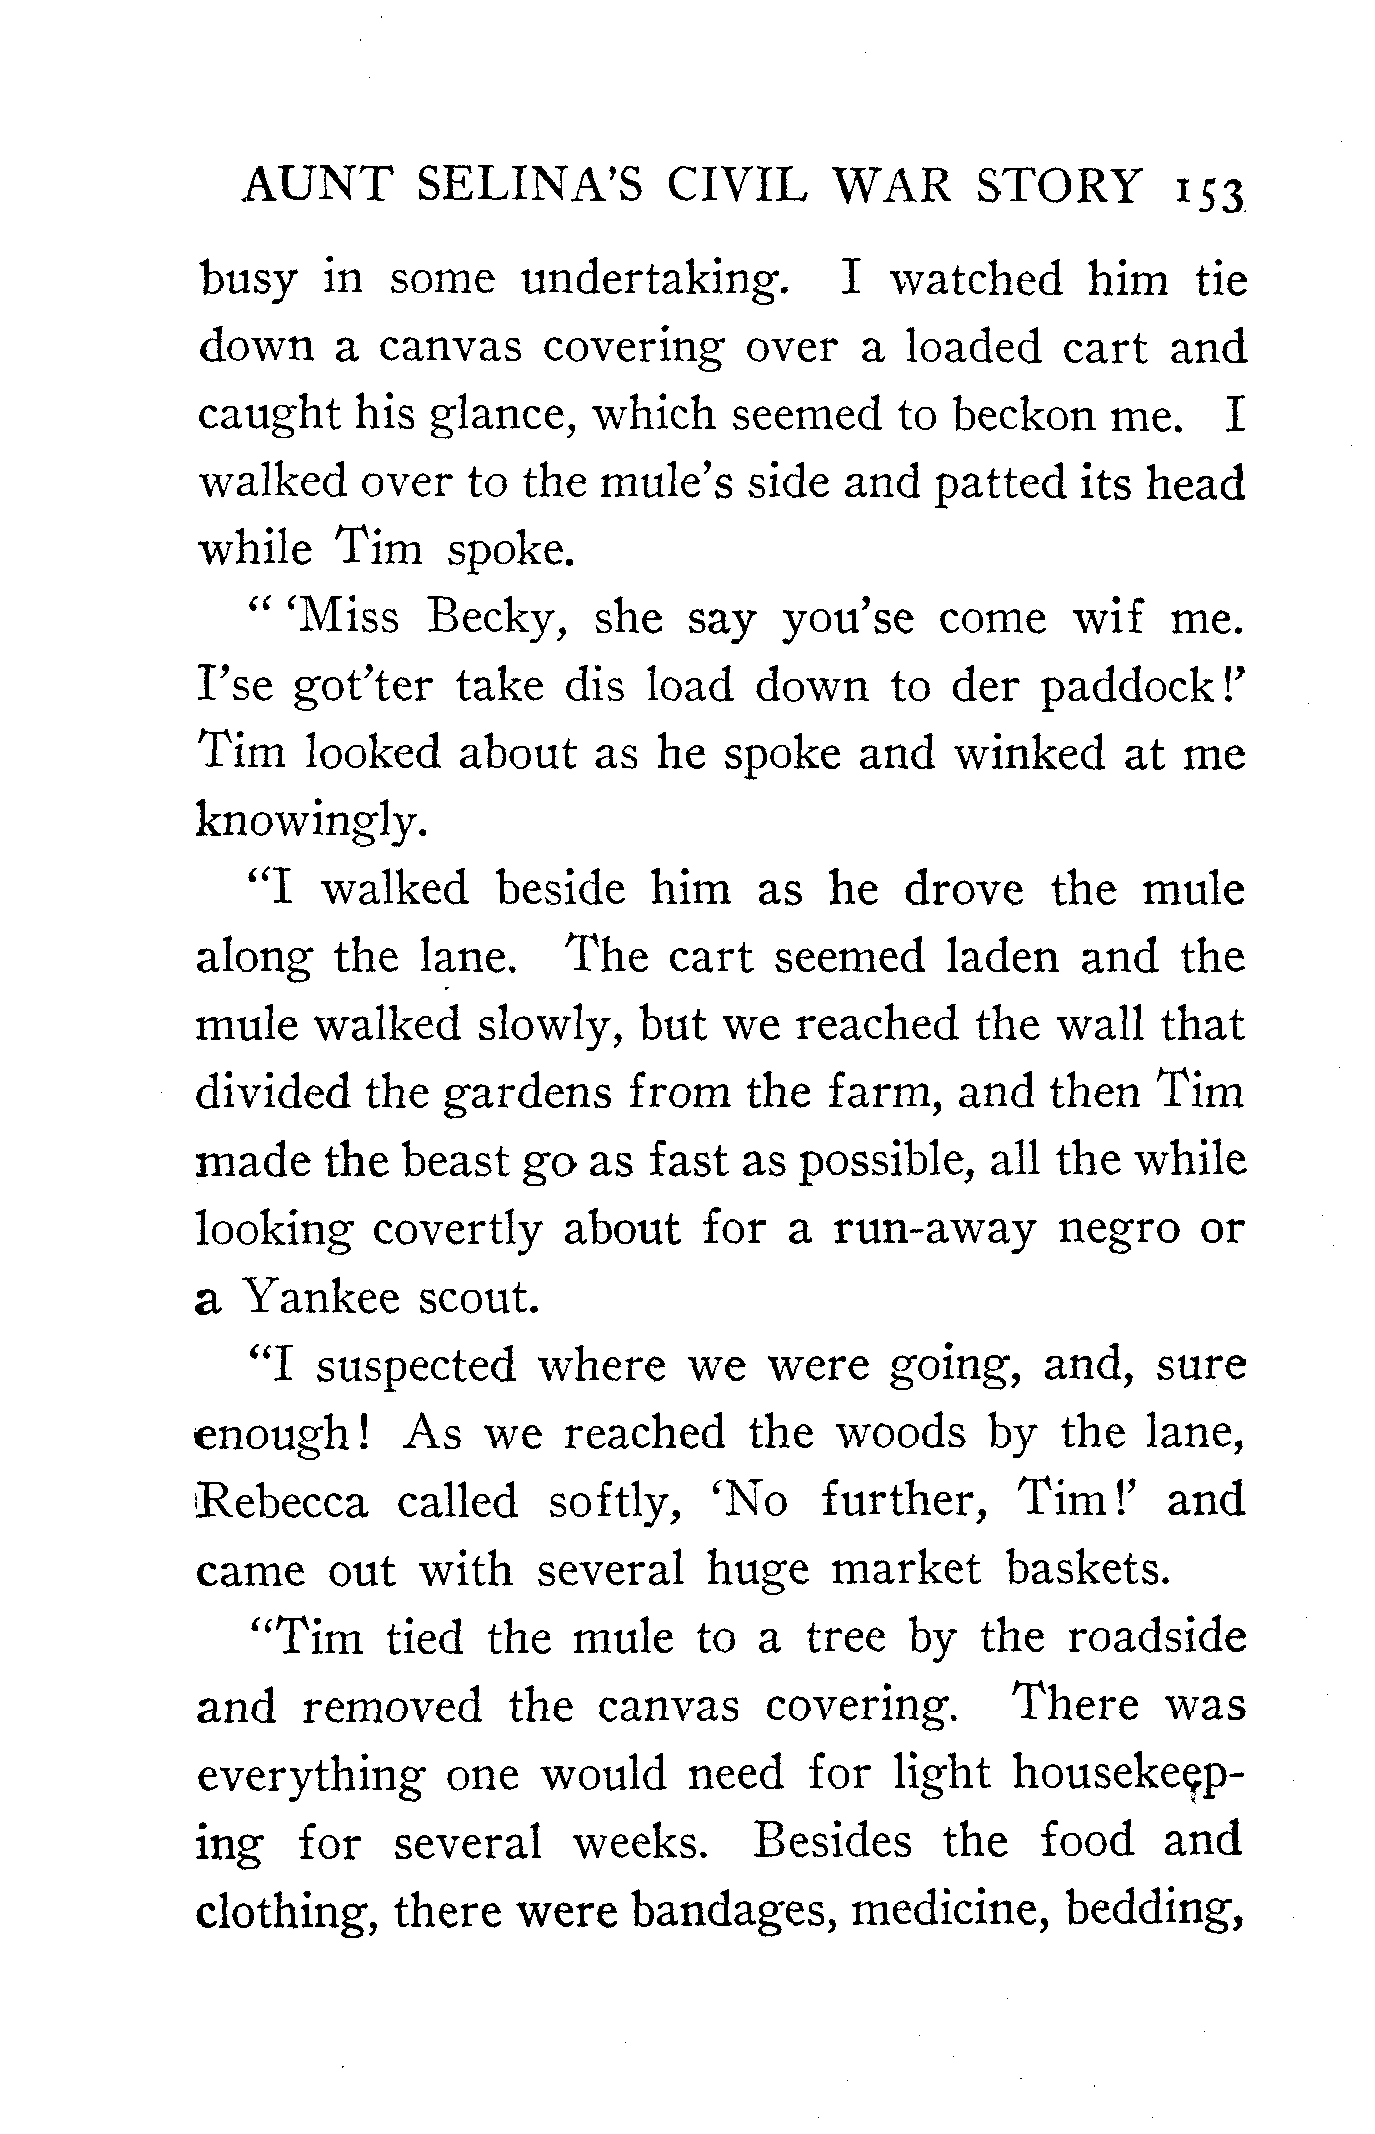 AUNT SELINA'S CIVIL WAR STORY 153
busy in some undertaking. I watched him tie
down a canvas covering over a loaded cart and
caught his glance, which seemed to beckon me. I
walked over to the mule's side and patted its head
while Tim spoke.
" 'Miss Becky, she say you'se come wif me.
I'se got'ter take dis load down to der paddock!'
Tim looked about as he spoke and winked at me
knowingly.
"I walked beside him as he drove the mule
along the lane. The cart seemed laden and the
mule walked slowly, but we reached the wall that
divided the gardens from the farm, and then Tim
made the beast go as fast as possible, all the while
looking covertly about for a run-away negro or
a Yankee scout.
"I suspected where we were going, and, sure
enough! As we reached the woods by the lane,
Rebecca called softly, 'No further, Tim!' and
came out with several huge market baskets.
"Tim tied the mule to a tree by the roadside
and removed the canvas covering. There was
everything one would need for light housekeep-
ing for several weeks. Besides the food and
clothing, there were bandages, medicine, bedding,